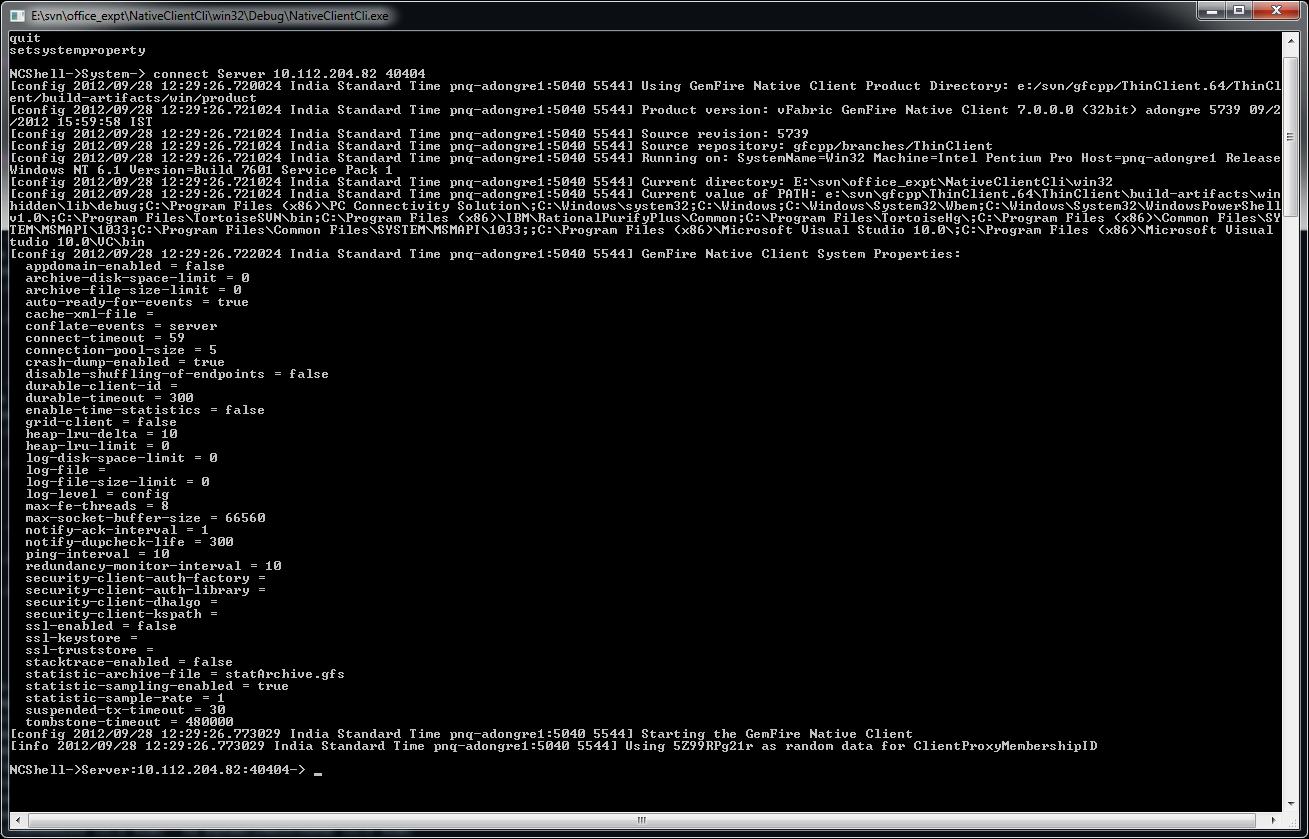 E:\svn\office_expt\NativeClientCli\win32\Debug\NativeClientCli.exe
quit
setsystemproperty
NCShell->System-> connect Server 10.112.204.82 40404
[config 2012/09/28 12:29:26.720024 India Standard Time pnq-adongre1:5040 5544] Using GemFire Native Client Product Directory: e:/svn/gfcpp/ThinClient.64/ThinCl
ent/build-artifacts/win/product
[config 2012/09/28 12:29:26.721024 India Standard Time pnq-adongre1:5040 5544] Product version: vFabric GemFire Native Client 7.0.0.0 (32bit) adongre 5739 09/2
/2012 15:59:58 IST
[config 2012/09/28 12:29:26.721024 India Standard Time pnq-adongre1:5040 5544] Source revision: 5739
[config 2012/09/28 12:29:26.721024 India Standard Time pnq-adongre1:5040 5544] Source repository: gfcpp/branches/ThinClient
[config 2012/09/28 12:29:26.721024 India Standard Time pnq-adongre1:5040 5544] Running on: SystemName=Win32 Machine=Intel Pentium Pro Host=pnq-adongre1 Release
Windows NT 6.1 Version=Build 7601 Service Pack 1
[config 2012/09/28 12:29:26.721024 India Standard Time pnq-adongre1:5040 5544] Current directory: E:\svn\office_expt\NativeClientCli\win32
[config 2012/09/28 12:29:26.721024 India Standard Time pnq-adongre1:5040 5544] Current value of PATH: e:\svn\gfcpp\ThinClient.64\ThinClient\build-artifacts\win
hidden\lib\debug;C:\Program Files (x86)\PC Connectivity Solution\;C:\Windows\system32;C:\Windows;C:\Windows\System32\Wbem;C:\Windows\System32\WindowsPowerShell
v1.0\;C:\Program Files\TortoiseSVN\bin;C:\Program Files (x86)\IBM\RationalPurifyPlus\Common;C:\Program Files\TortoiseHg\;C:\Program Files (x86)\Common Files\SY
TEM\MSMAPI\1033;C:\Program Files\Common Files\SYSTEM\MSMAPI\1033;;C:\Program Files (x86)\Microsoft Visual Studio 10.0\;C:\Program Files (x86)\Microsoft Visual
tudio 10.0\VC\bin
[config 2012/09/28 12:29:26.722024 India Standard Time pnq-adongre1:5040 5544] GemFire Native Client System Properties:
appdomain-enabled = false
archive-disk-space-limit = 0
archive-file-size-limit = 0
auto-ready-for-events = true
cache-xml-file =
conflate-events = server
connect-timeout = 59
connection-pool-size = 5
crash-dump-enabled = true
disable-shuffling-of-endpoints = false
durable-client-id =
durable-timeout = 300
enable-time-statistics = false
grid-client = false
heap-lru-delta = 10
heap-lru-limit = 0
log-disk-space-limit = 0
log-file =
log-file-size-limit = 0
log-level = config
max-fe-threads = 8
max-socket-buffer-size = 66560
notify-ack-interval = 1
notify-dupcheck-life = 300
ping-interval = 10
redundancy-monitor-interval = 10
security-client-auth-factory =
security-client-auth-library =
security-client-dhalgo =
security-client-kspath =
ssl-enabled = false
ssl-keystore =
ssl-truststore =
stacktrace-enabled = false
statistic-archive-file = statArchive.gfs
statistic-sampling-enabled = true
statistic-sample-rate = 1
suspended-tx-timeout = 30
tombstone-timeout = 480000
[config 2012/09/28 12:29:26.773029 India Standard Time pnq-adongre1:5040 5544] Starting the GemFire Native Client
[info 2012/09/28 12:29:26.773029 India Standard Time pnq-adongre1:5040 5544] Using 5Z99RPg21r as random data for ClientProxyMembershipID
NCShell->Server:10.112.204.82:40404-> _